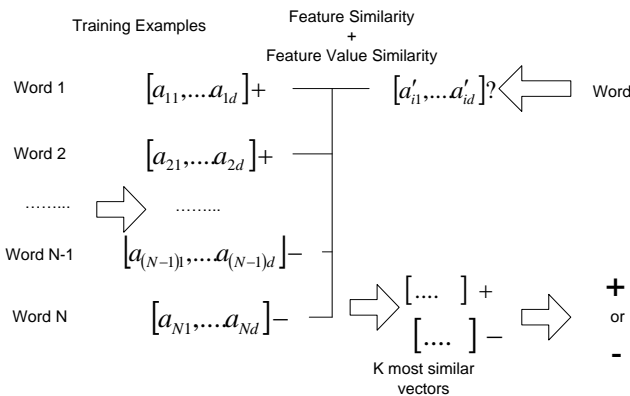 Feature Similarity
+
Feature Value Similarity
Training Examples
Word 1 [a₁₁,....a₁d]+ [a′ᵢ₁,....a′id]? Word
Word 2 [a₂₁,....a₂d]+
......... .........
Word N-1 [a(N−1)1,....a(N−1)d]−
Word N [aN1,....aNd]−
[.... ] +
[.... ] −
K most similar
vectors
+
or
-